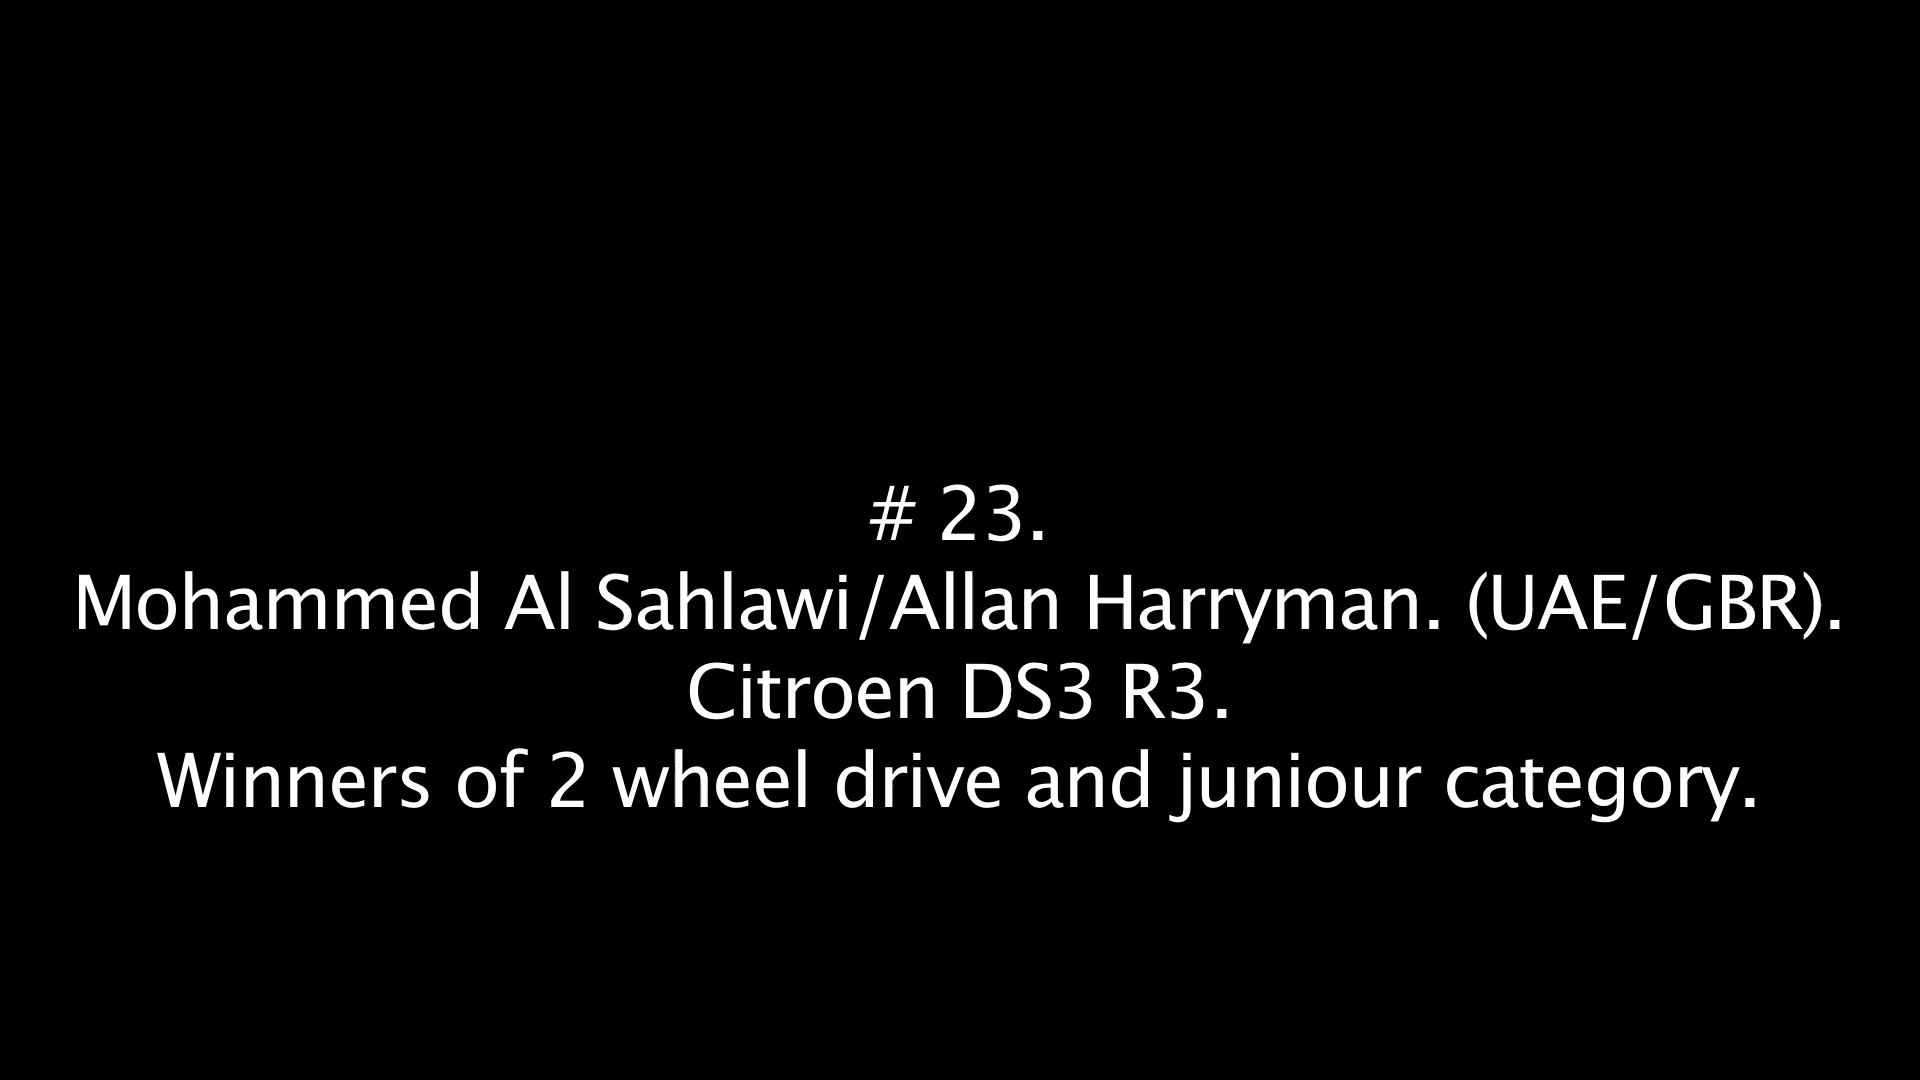 # 23.
Mohammed Al Sahlawi/Allan Harryman. (UAE/GBR).
Citroen DS3 R3.
Winners of 2 wheel drive and juniour category.